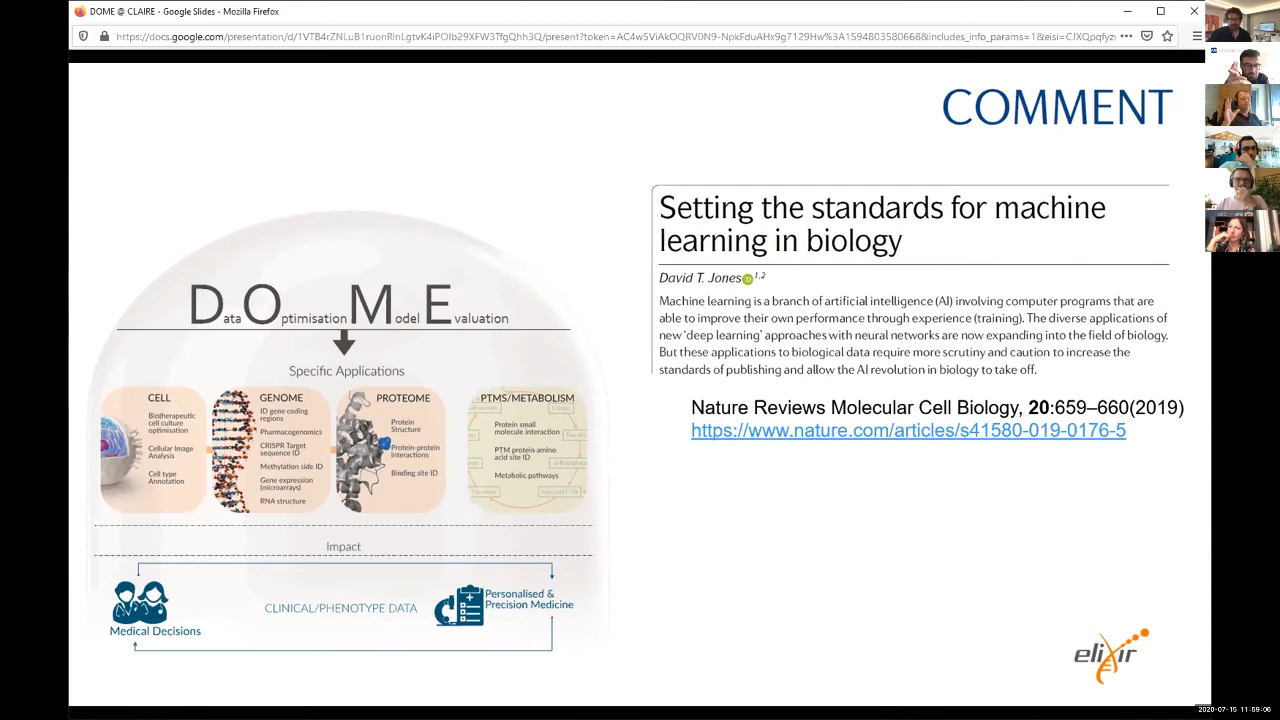 DOME @ CLAIRE - Google Slides - Mozilla Firefox
COMMENT
Setting the standards for machine
learning in biology
David T. Jones 1,2
Machine learning is a branch of artificial intelligence (AI) involving computer programs that are
able to improve their own performance through experience (training). The diverse applications of
new ‘deep learning’ approaches with neural networks are now expanding into the field of biology.
But these applications to biological data require more scrutiny and caution to increase the
standards of publishing and allow the AI revolution in biology to take off.
Nature Reviews Molecular Cell Biology, 20:659–660(2019)
https://www.nature.com/articles/s41580-019-0176-5
Data Optimisation Model Evaluation
Specific Applications
CELL
Biotherapeutic
cell culture
optimisation
Cellular Image
Analysis
Cell type
Annotation
GENOME
ID gene coding
regions
Pharmacogenomics
CRISPR Target
sequence ID
Methylation side ID
Gene expression
(microarrays)
RNA structure
PROTEOME
Protein
Structure
Protein-protein
interactions
Binding site ID
PTMS/METABOLISM
Protein small
molecule interaction
PTM protein amino
acid site ID
Metabolic pathways
Impact
Medical Decisions
CLINICAL/PHENOTYPE DATA
Personalised &
Precision Medicine
elixir
2020-07-15 11:59:06